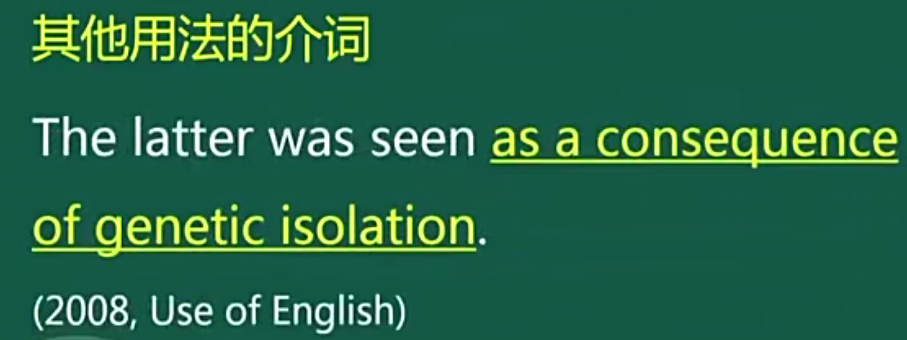 其他用法的介词
The latter was seen as a consequence
of genetic isolation.
(2008, Use of English)